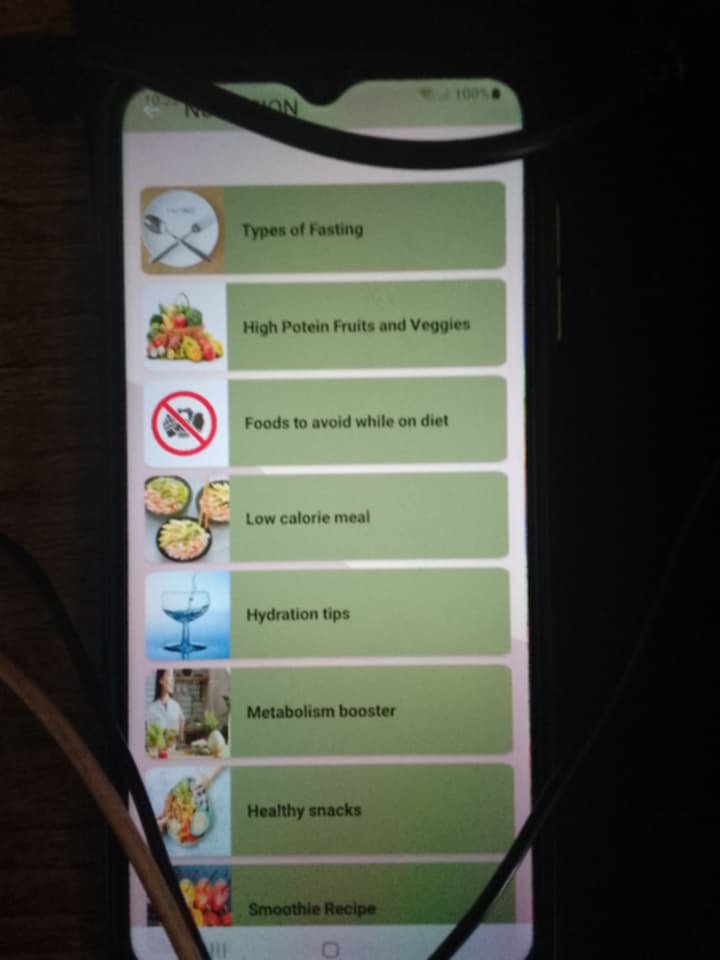 100%
Types of Fasting
High Potein Fruits and Veggies
Foods to avoid while on diet
Low calorie meal
Hydration tips
Metabolism booster
Healthy snacks
Smoothie Recipe